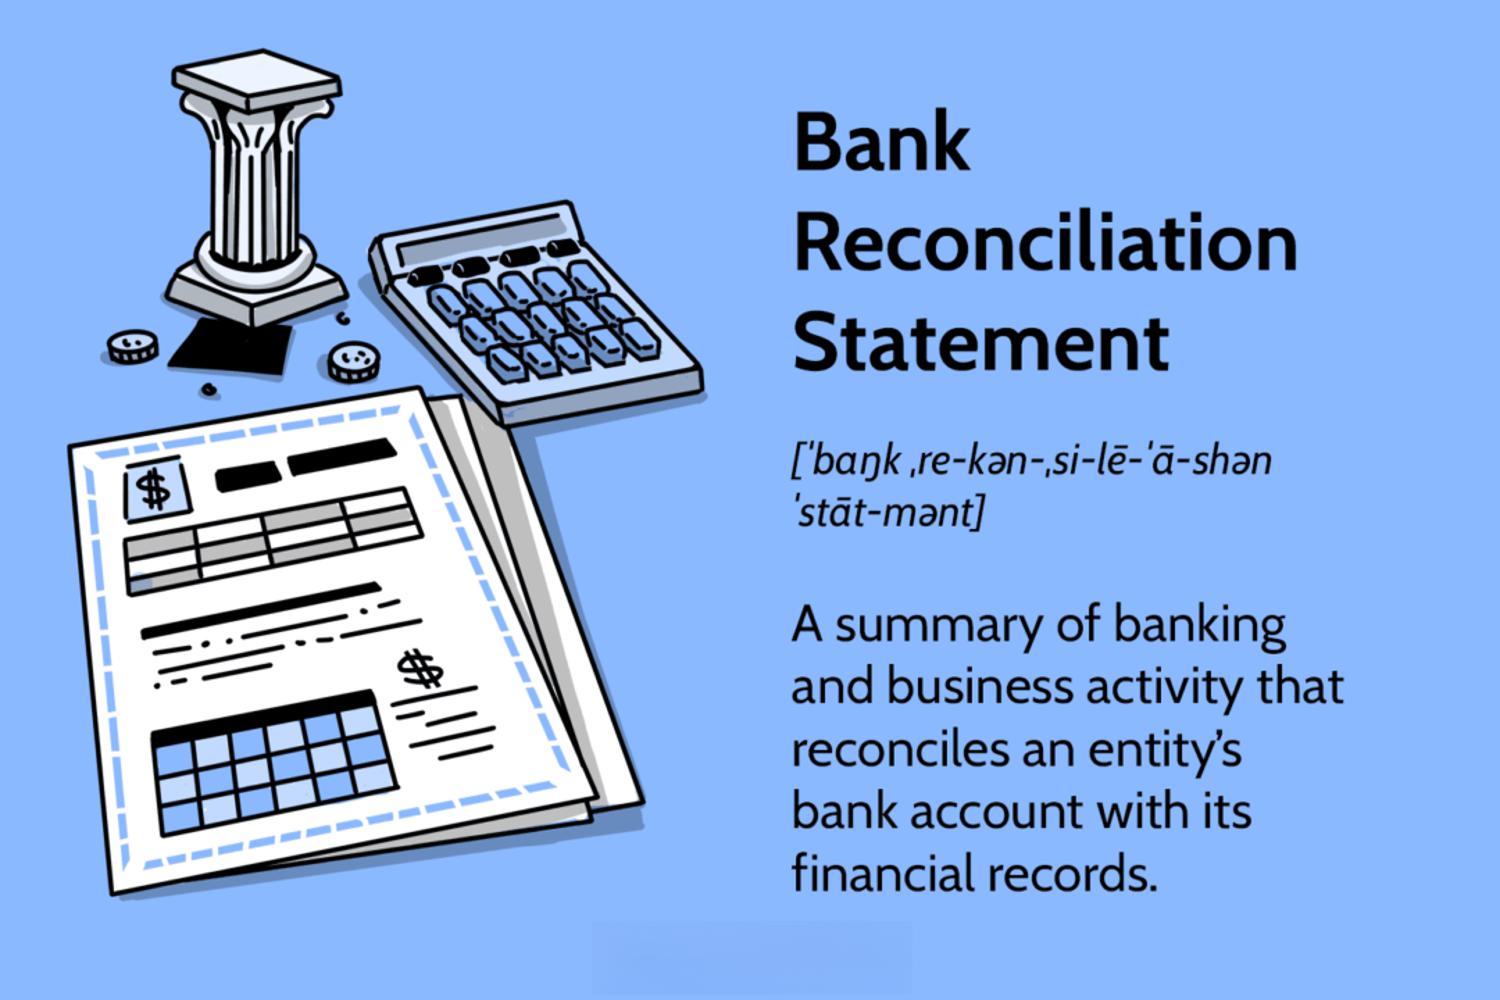 Bank
Reconciliation
Statement
[ˈbaŋk ˌre-kən-ˌsi-lē-ˈā-shən
ˈstāt-mənt]
A summary of banking
and business activity that
reconciles an entity’s
bank account with its
financial records.
$
$